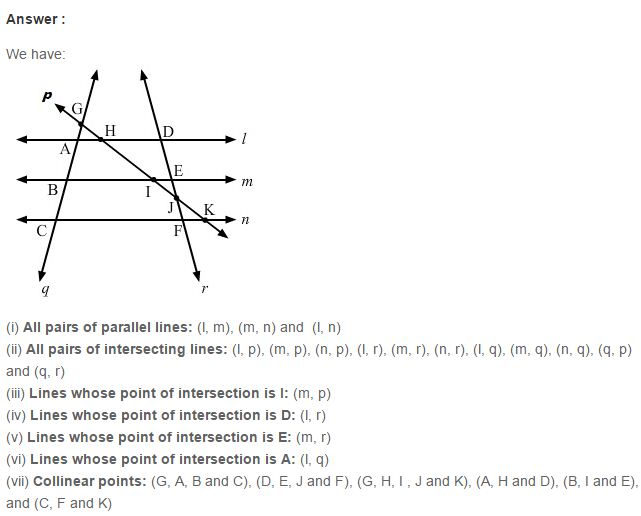 Answer :
We have:
p
G
H
D
l
A
E
m
B
I
J
K
n
C
F
q
r
(i) All pairs of parallel lines: (l, m), (m, n) and (l, n)
(ii) All pairs of intersecting lines: (l, p), (m, p), (n, p), (l, r), (m, r), (n, r), (l, q), (m, q), (n, q), (q, p)
and (q, r)
(iii) Lines whose point of intersection is I: (m, p)
(iv) Lines whose point of intersection is D: (l, r)
(v) Lines whose point of intersection is E: (m, r)
(vi) Lines whose point of intersection is A: (l, q)
(vii) Collinear points: (G, A, B and C), (D, E, J and F), (G, H, I , J and K), (A, H and D), (B, I and E),
and (C, F and K)